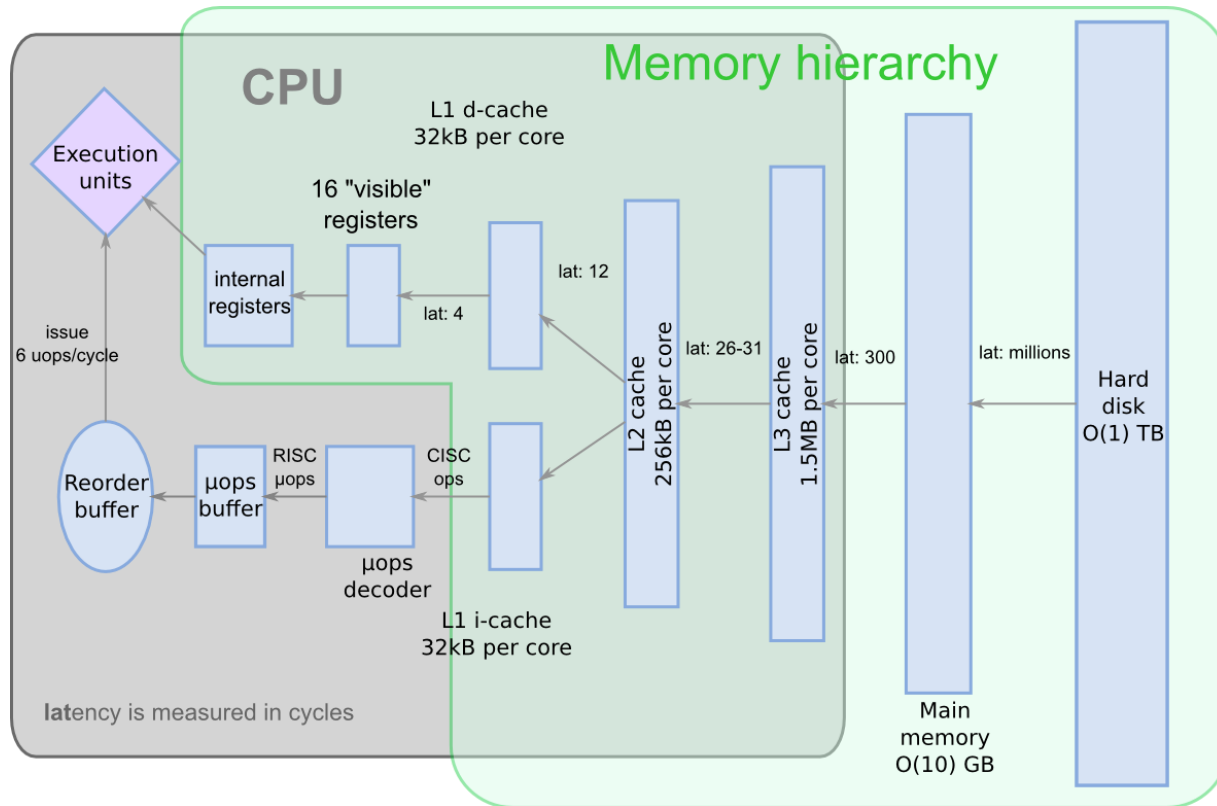 Memory hierarchy
CPU
L1 d-cache
32kB per core
Execution
units
16 "visible"
registers
internal
registers
lat: 4
lat: 12
L2 cache
256kB per core
lat: 26-31
L3 cache
1.5MB per core
lat: 300
lat: millions
Hard
disk
O(1) TB
issue
6 uops/cycle
Reorder
buffer
μops
buffer
RISC
μops
μops
decoder
CISC
ops
L1 i-cache
32kB per core
Main
memory
O(10) GB
latency is measured in cycles